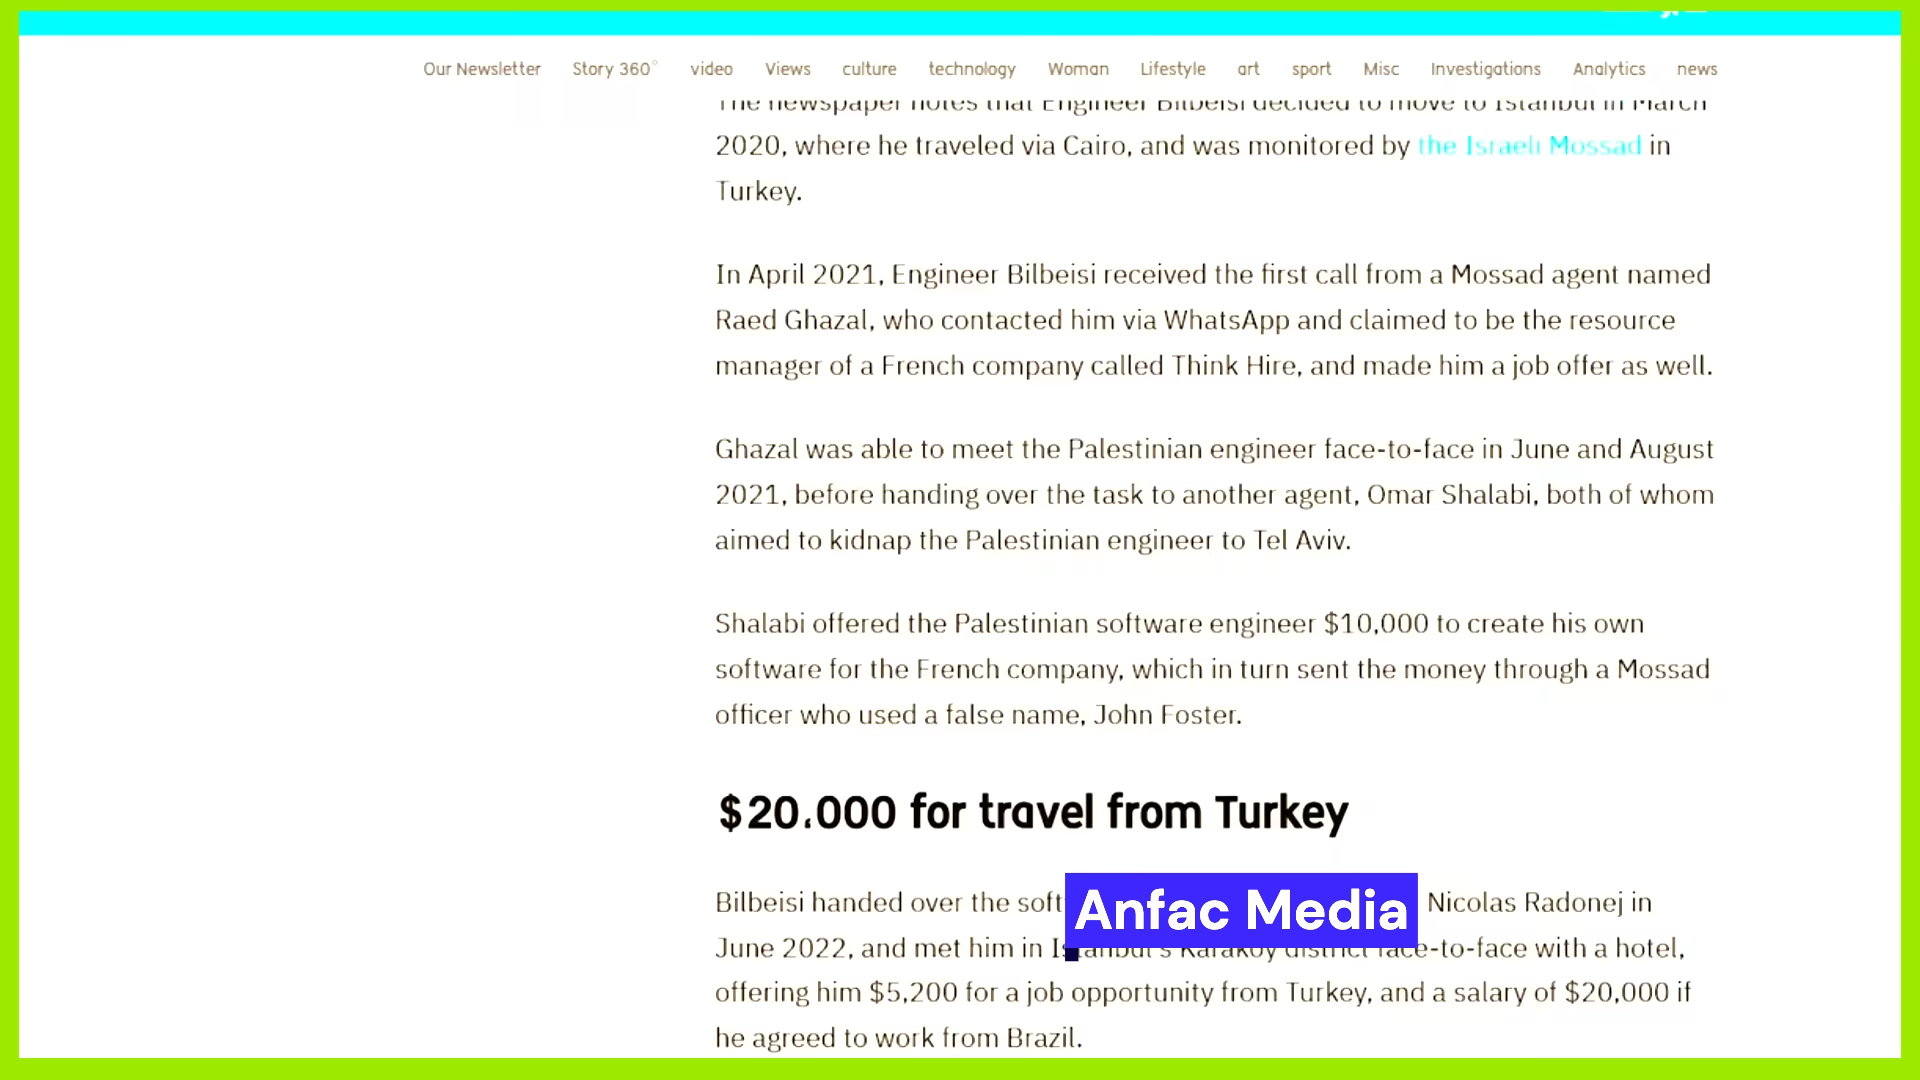 Our Newsletter Story 360° video Views culture technology Woman Lifestyle art sport Misc Investigations Analytics news
The newspaper notes that Engineer Bilbeisi decided to move to Istanbul in March
2020, where he traveled via Cairo, and was monitored by the Israeli Mossad in
Turkey.
In April 2021, Engineer Bilbeisi received the first call from a Mossad agent named
Raed Ghazal, who contacted him via WhatsApp and claimed to be the resource
manager of a French company called Think Hire, and made him a job offer as well.
Ghazal was able to meet the Palestinian engineer face-to-face in June and August
2021, before handing over the task to another agent, Omar Shalabi, both of whom
aimed to kidnap the Palestinian engineer to Tel Aviv.
Shalabi offered the Palestinian software engineer $10,000 to create his own
software for the French company, which in turn sent the money through a Mossad
officer who used a false name, John Foster.
$20.000 for travel from Turkey
Bilbeisi handed over the soft Nicolas Radonej in
Anfac Media
June 2022, and met him in Istanbul's Karakoy district face-to-face with a hotel,
offering him $5,200 for a job opportunity from Turkey, and a salary of $20,000 if
he agreed to work from Brazil.